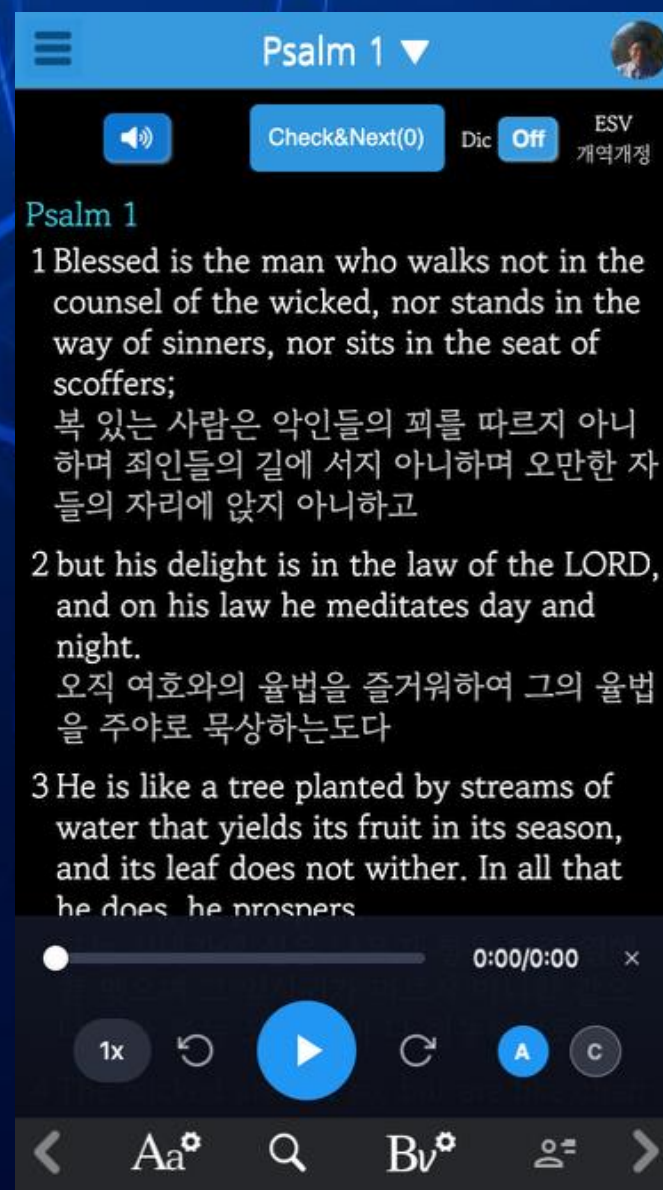 Psalm 1 ▼
Check&Next(0) Dic Off ESV
개역개정
Psalm 1
1 Blessed is the man who walks not in the
counsel of the wicked, nor stands in the
way of sinners, nor sits in the seat of
scoffers;
복 있는 사람은 악인들의 꾀를 따르지 아니
하며 죄인들의 길에 서지 아니하며 오만한 자
들의 자리에 앉지 아니하고
2 but his delight is in the law of the LORD,
and on his law he meditates day and
night.
오직 여호와의 율법을 즐거워하여 그의 율법
을 주야로 묵상하는도다
3 He is like a tree planted by streams of
water that yields its fruit in its season,
and its leaf does not wither. In all that
he does, he prospers
0:00/0:00 ×
1x A C
Aa Bv